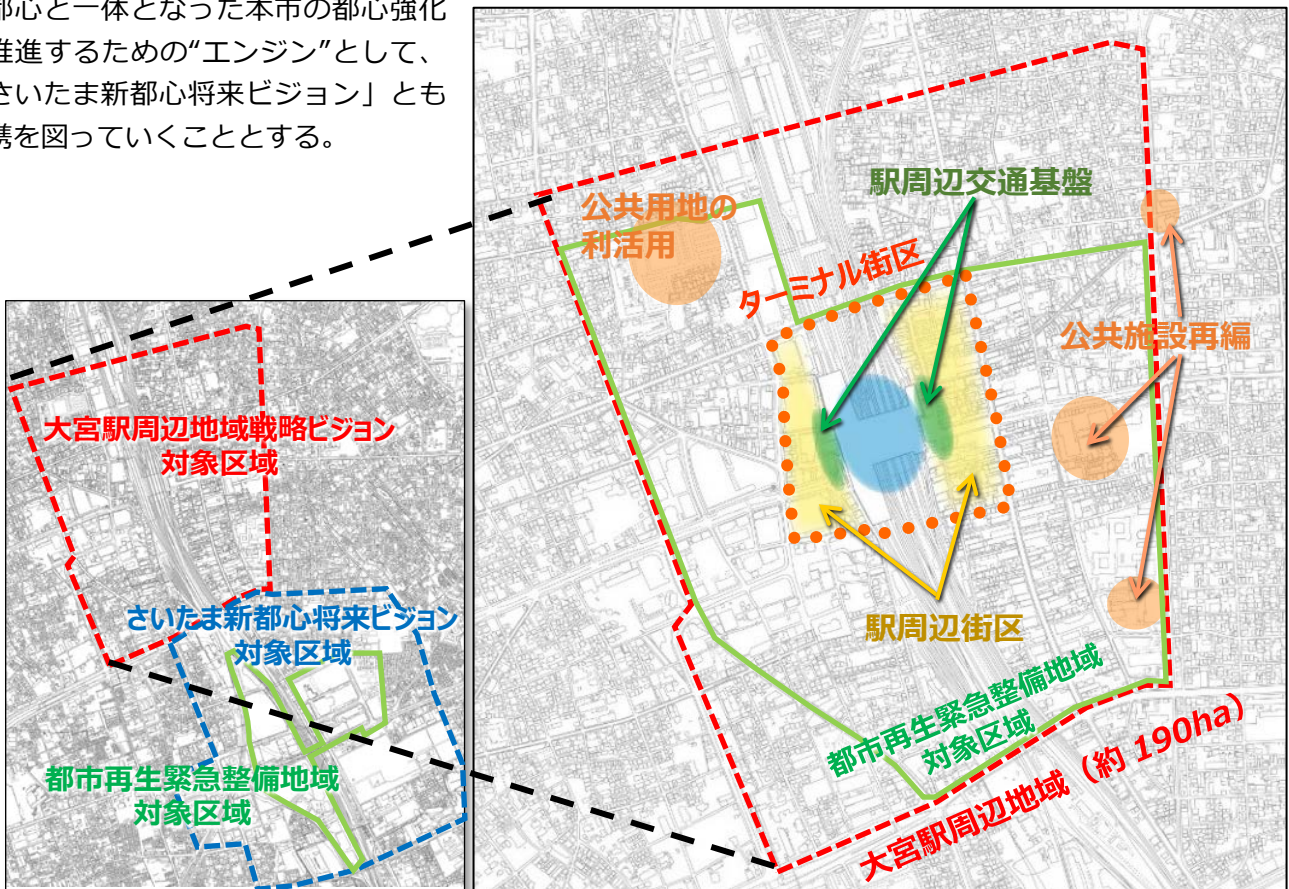 都心と一体となった本市の都心強化
推進するための“エンジン”として、
さいたま新都心将来ビジョン」とも
携を図っていくこととする。
大宮駅周辺地域戦略ビジョン
対象区域
さいたま新都心将来ビジョン
対象区域
都市再生緊急整備地域
対象区域
公共用地の
利活用
駅周辺交通基盤
ターミナル街区
公共施設再編
駅周辺街区
都市再生緊急整備地域
対象区域
大宮駅周辺地域（約 190ha）